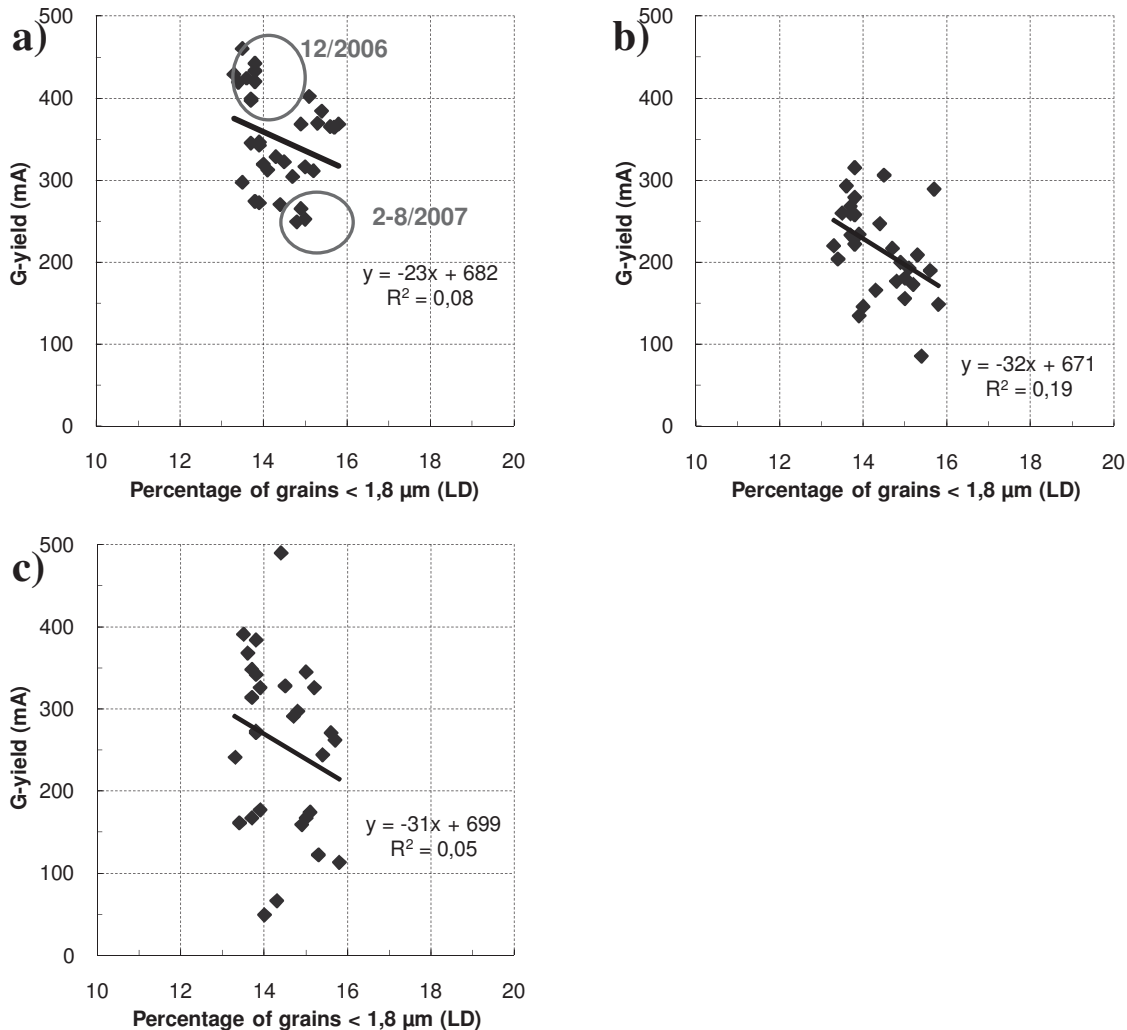 a)
500
400
300
200
100
0
G-yield (mA)
12/2006
2-8/2007
y = -23x + 682
R² = 0,08
10 12 14 16 18 20
Percentage of grains < 1,8 µm (LD)
b)
500
400
300
200
100
0
G-yield (mA)
y = -32x + 671
R² = 0,19
10 12 14 16 18 20
Percentage of grains < 1,8 µm (LD)
c)
500
400
300
200
100
0
G-yield (mA)
y = -31x + 699
R² = 0,05
10 12 14 16 18 20
Percentage of grains < 1,8 µm (LD)